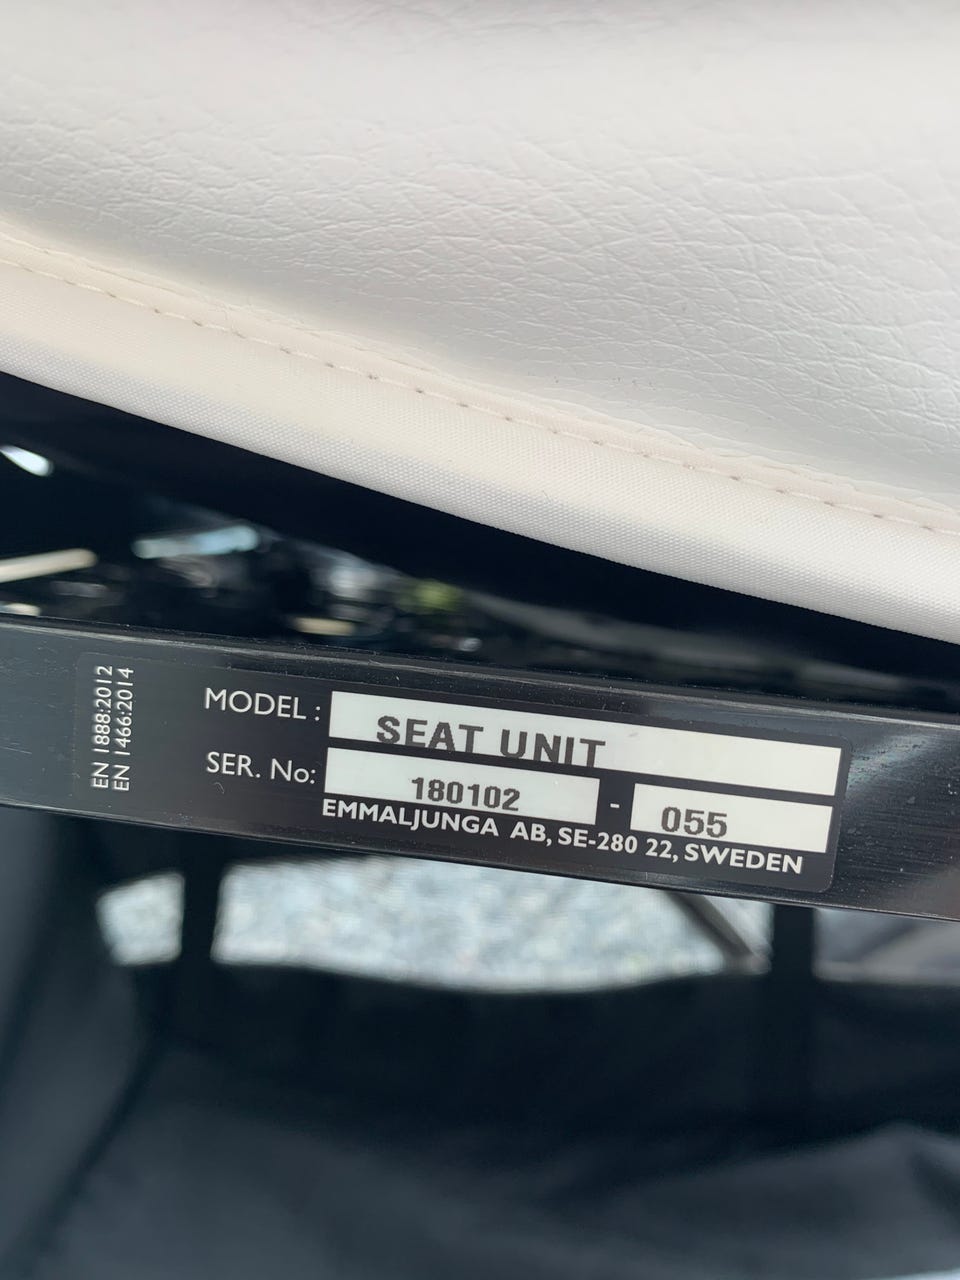 EN 1888:2012
EN 1466:2014
MODEL : SEAT UNIT
SER. No: 180102 - 055
EMMALJUNGA AB, SE-280 22, SWEDEN